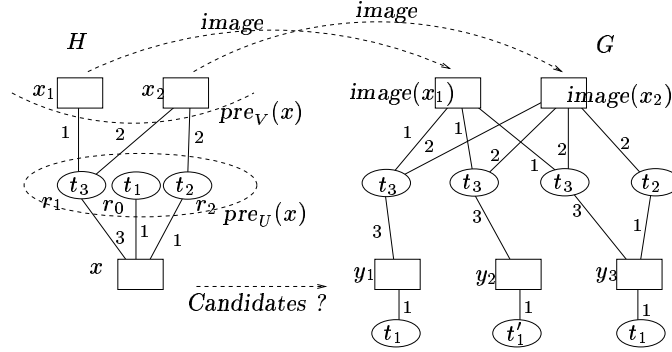 image
image
H
G
x₁
x₂
image(x₁)
image(x₂)
pre_V(x)
1
2
2
1
2
1
2
2
1
2
t₃
t₁
t₂
t₃
t₃
t₃
t₂
r₁
r₀
r₂
pre_U(x)
3
1
1
3
3
3
1
x
y₁
y₂
y₃
Candidates ?
1
1
1
t₁
t₁′
t₁